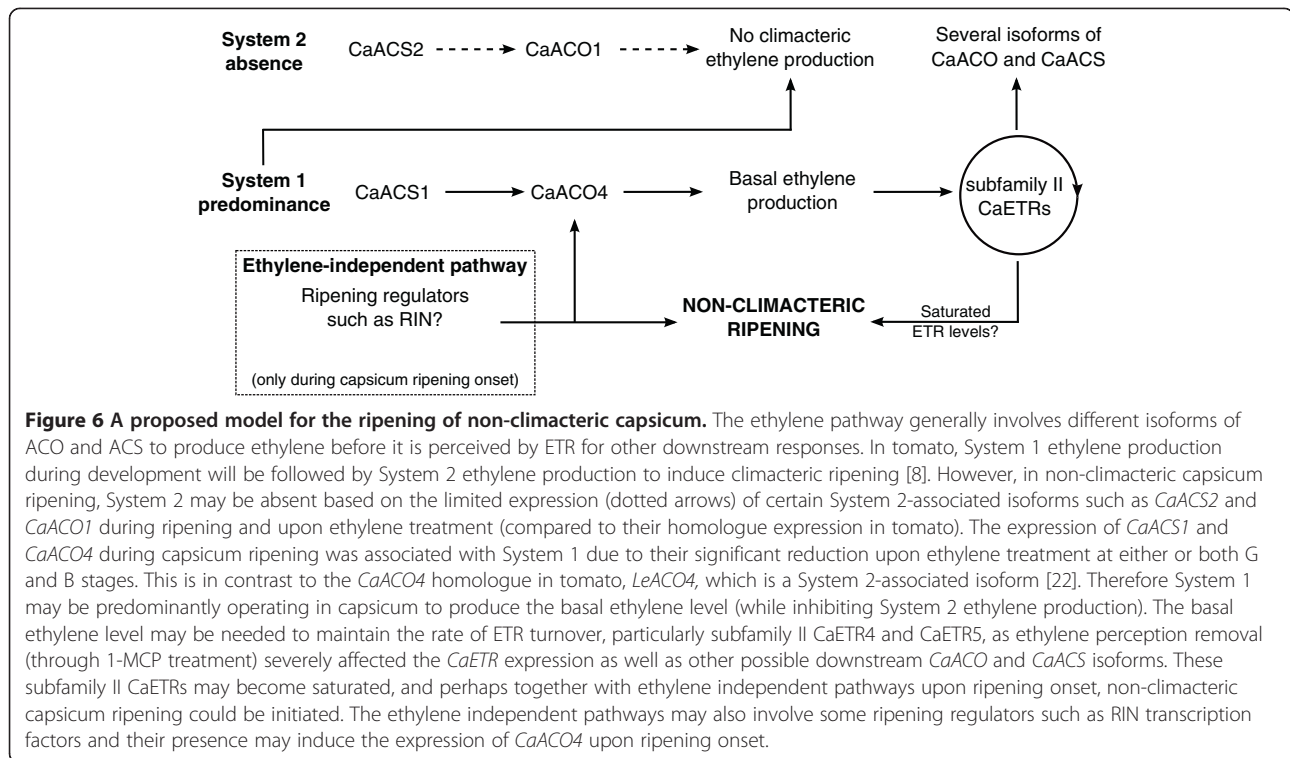 System 2
absence
CaACS2
CaACO1
No climacteric
ethylene production
Several isoforms of
CaACO and CaACS
System 1
predominance
CaACS1
CaACO4
Basal ethylene
production
subfamily II
CaETRs
Ethylene-independent pathway
Ripening regulators
such as RIN?
(only during capsicum ripening onset)
NON-CLIMACTERIC
RIPENING
Saturated
ETR levels?
Figure 6 A proposed model for the ripening of non-climacteric capsicum. The ethylene pathway generally involves different isoforms of
ACO and ACS to produce ethylene before it is perceived by ETR for other downstream responses. In tomato, System 1 ethylene production
during development will be followed by System 2 ethylene production to induce climacteric ripening [8]. However, in non-climacteric capsicum
ripening, System 2 may be absent based on the limited expression (dotted arrows) of certain System 2-associated isoforms such as CaACS2 and
CaACO1 during ripening and upon ethylene treatment (compared to their homologue expression in tomato). The expression of CaACS1 and
CaACO4 during capsicum ripening was associated with System 1 due to their significant reduction upon ethylene treatment at either or both G
and B stages. This is in contrast to the CaACO4 homologue in tomato, LeACO4, which is a System 2-associated isoform [22]. Therefore System 1
may be predominantly operating in capsicum to produce the basal ethylene level (while inhibiting System 2 ethylene production). The basal
ethylene level may be needed to maintain the rate of ETR turnover, particularly subfamily II CaETR4 and CaETR5, as ethylene perception removal
(through 1-MCP treatment) severely affected the CaETR expression as well as other possible downstream CaACO and CaACS isoforms. These
subfamily II CaETRs may become saturated, and perhaps together with ethylene independent pathways upon ripening onset, non-climacteric
capsicum ripening could be initiated. The ethylene independent pathways may also involve some ripening regulators such as RIN transcription
factors and their presence may induce the expression of CaACO4 upon ripening onset.